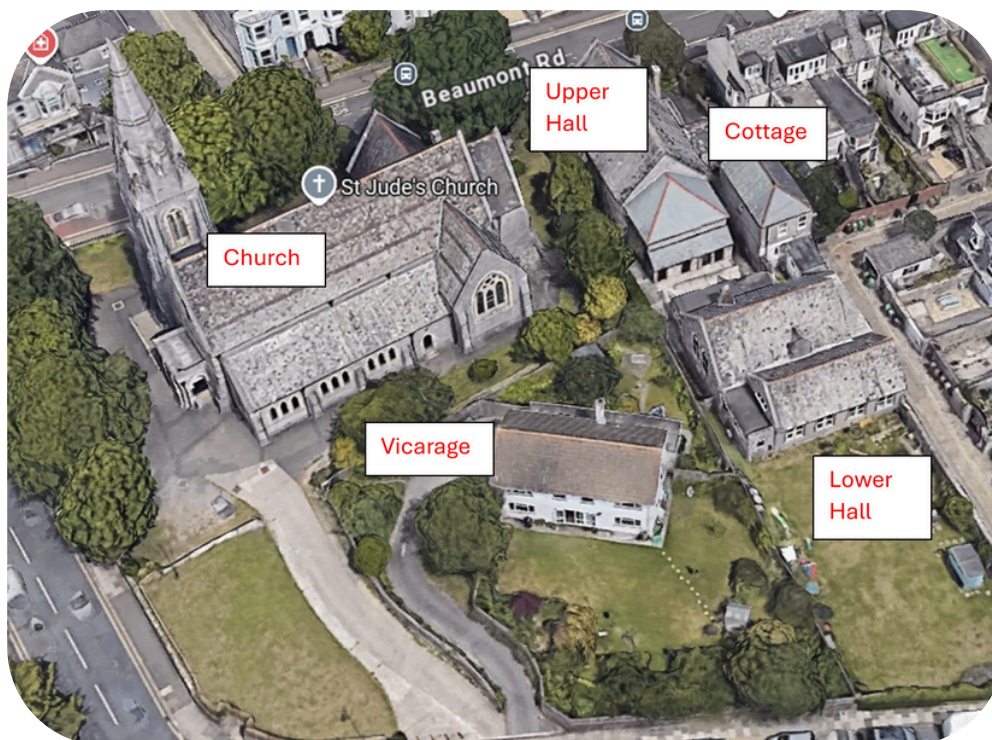 Beaumont Rd
Upper
Hall
Cottage
St Jude's Church
Church
Vicarage
Lower
Hall